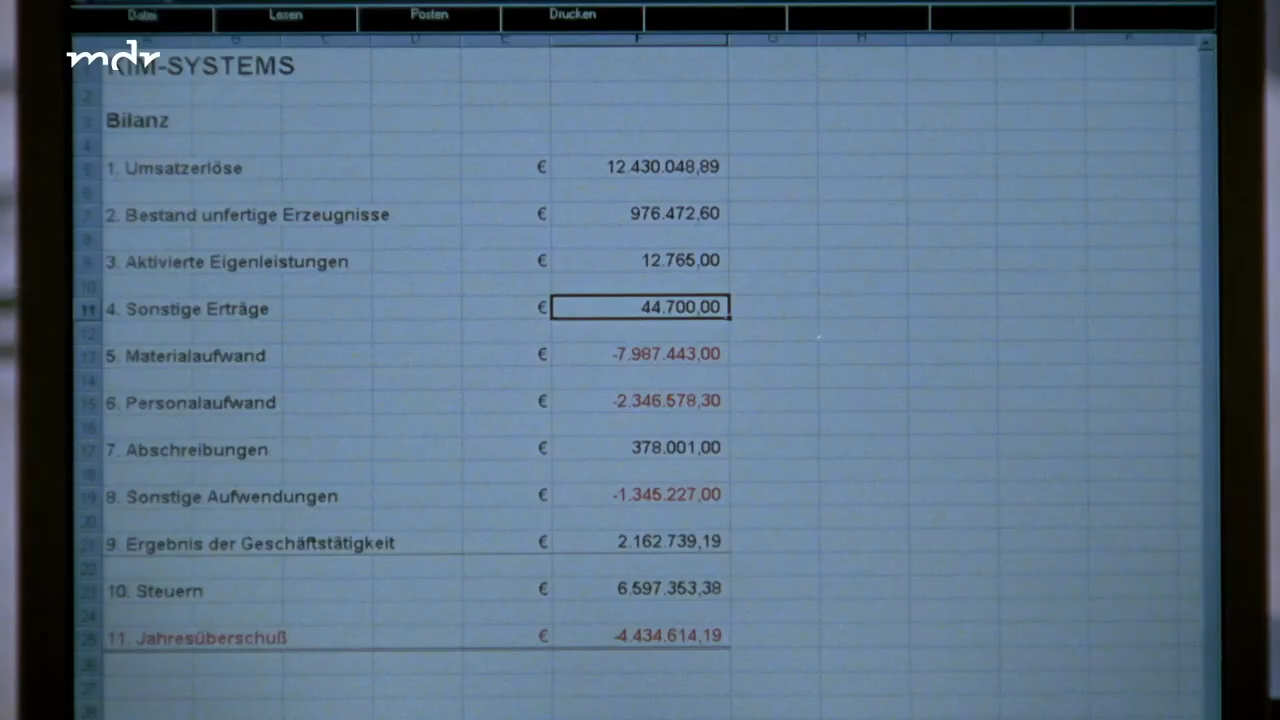 Datei Lesen Posten Drucken
mdr
KIM-SYSTEMS
Bilanz
1. Umsatzerlöse € 12.430.048,89
2. Bestand unfertige Erzeugnisse € 976.472,60
3. Aktivierte Eigenleistungen € 12.765,00
11 4. Sonstige Erträge € 44.700,00
5. Materialaufwand € -7.987.443,00
6. Personalaufwand € -2.346.578,30
7. Abschreibungen € 378.001,00
8. Sonstige Aufwendungen € -1.345.227,00
9. Ergebnis der Geschäftstätigkeit € 2.162.739,19
10. Steuern € 6.597.353,38
11. Jahresüberschuß € -4.434.614,19